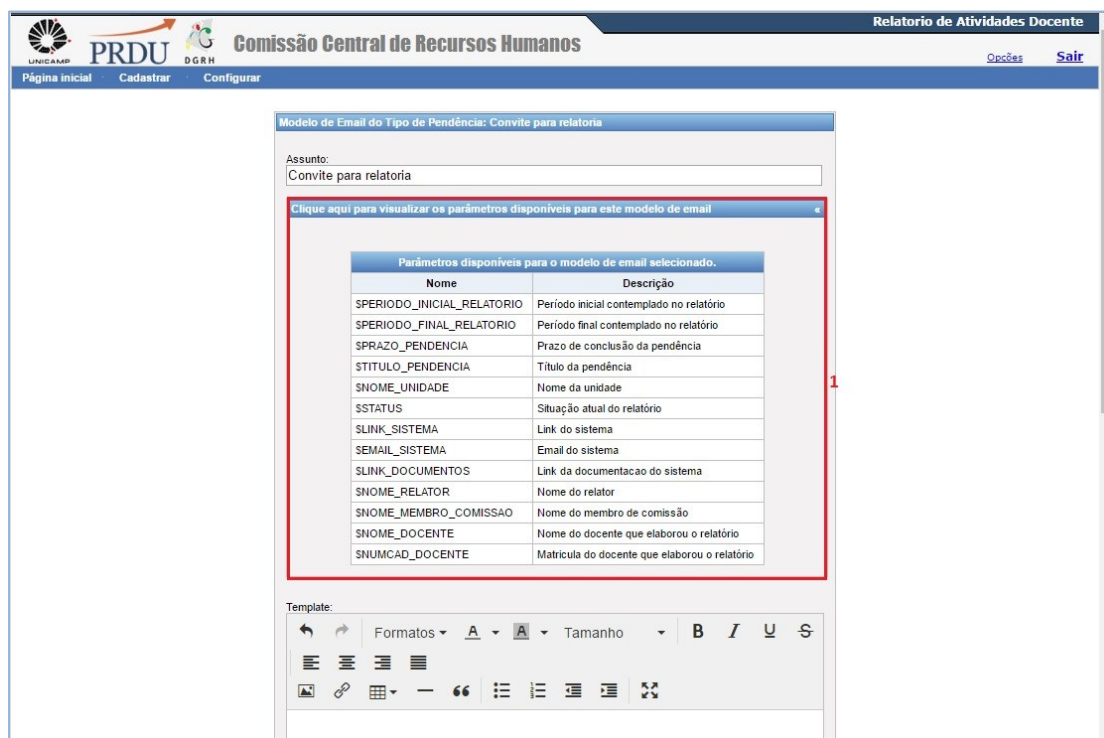 Relatorio de Atividades Docente
UNICAMP PRDU DGRH Comissão Central de Recursos Humanos
Opções Sair
Página inicial Cadastrar Configurar
Modelo de Email do Tipo de Pendência: Convite para relatoria
Assunto:
Convite para relatoria
Clique aqui para visualizar os parâmetros disponíveis para este modelo de email «
Parâmetros disponíveis para o modelo de email selecionado.
Nome Descrição
$PERIODO_INICIAL_RELATORIO Período inicial contemplado no relatório
$PERIODO_FINAL_RELATORIO Período final contemplado no relatório
$PRAZO_PENDENCIA Prazo de conclusão da pendência
$TITULO_PENDENCIA Título da pendência
$NOME_UNIDADE Nome da unidade
1
$STATUS Situação atual do relatório
$LINK_SISTEMA Link do sistema
$EMAIL_SISTEMA Email do sistema
$LINK_DOCUMENTOS Link da documentacao do sistema
$NOME_RELATOR Nome do relator
$NOME_MEMBRO_COMISSAO Nome do membro de comissão
$NOME_DOCENTE Nome do docente que elaborou o relatório
$NUMCAD_DOCENTE Matricula do docente que elaborou o relatório
Template:
Formatos A A Tamanho B I U S